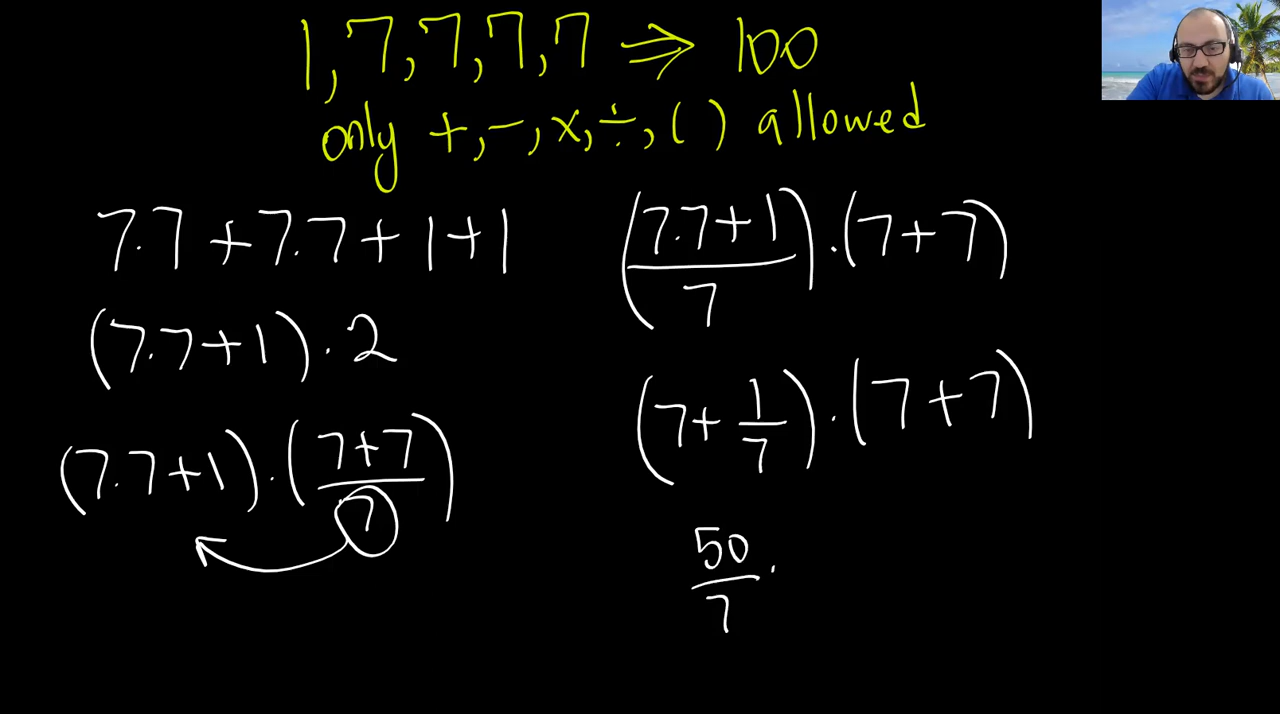 1, 7, 7, 7, 7 ⇒ 100
only +, -, x, ÷, ( ) allowed
7.7 + 7.7 + 1 + 1
(7.7 + 1) . 2
(7.7 + 1) . ( (7 + 7) / 7 )
( (7.7 + 1) / 7 ) . (7 + 7)
(7 + 1/7) . (7 + 7)
50/7 .